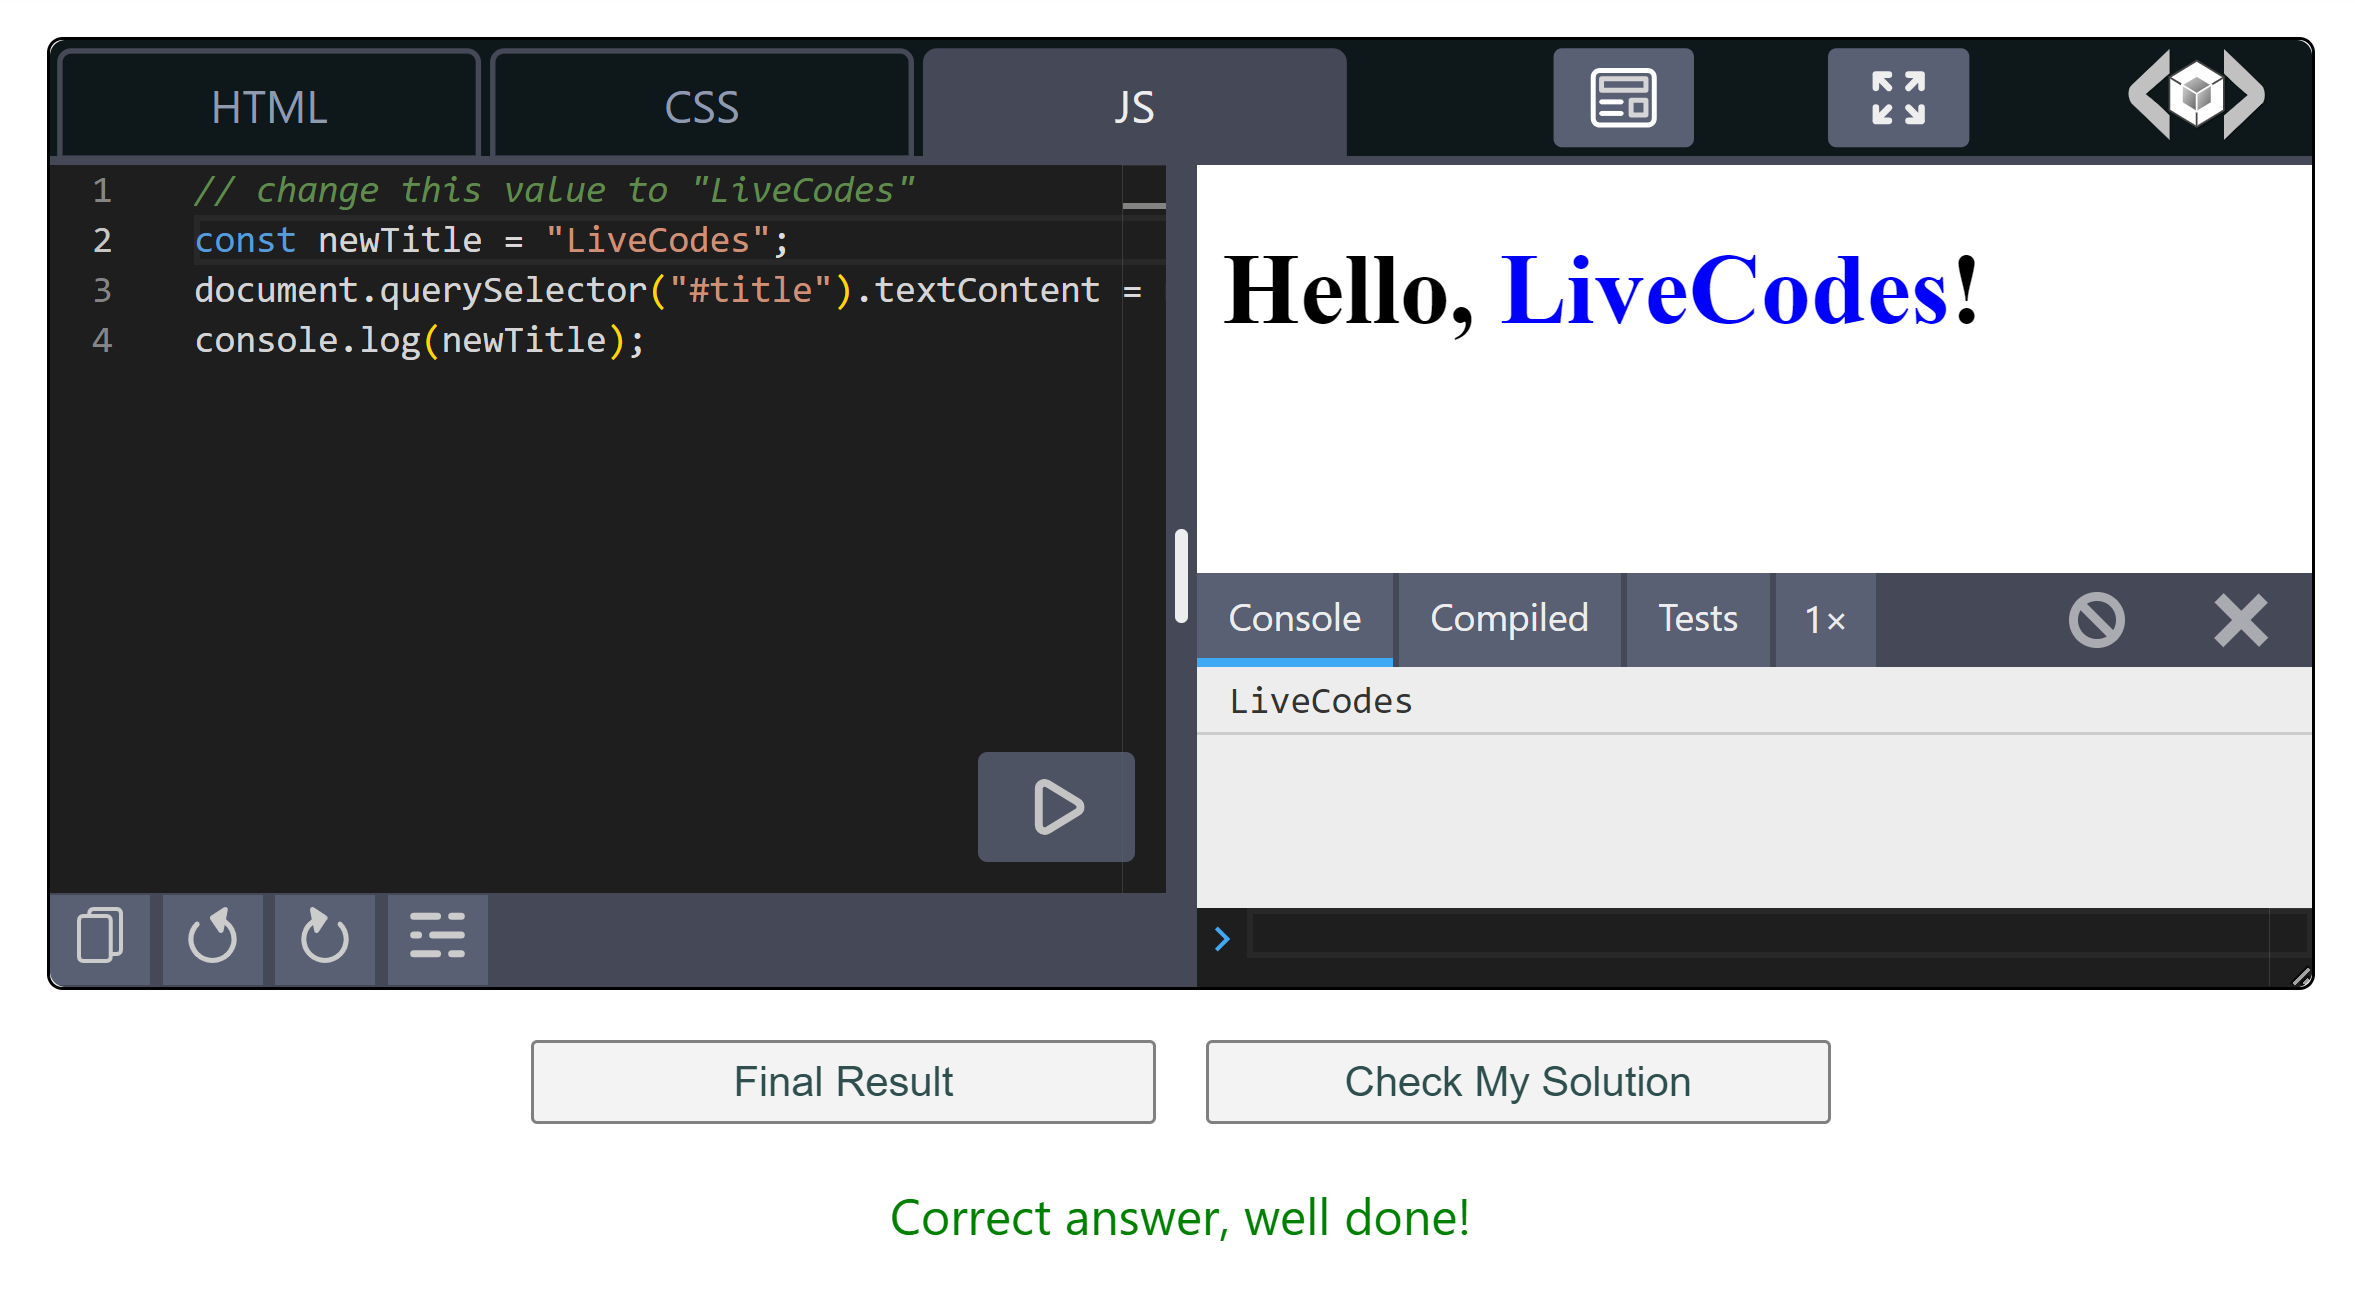 HTML CSS JS
1 // change this value to "LiveCodes"
2 const newTitle = "LiveCodes";
3 document.querySelector("#title").textContent =
4 console.log(newTitle);
Hello, LiveCodes!
Console Compiled Tests 1×
LiveCodes
Final Result Check My Solution
Correct answer, well done!